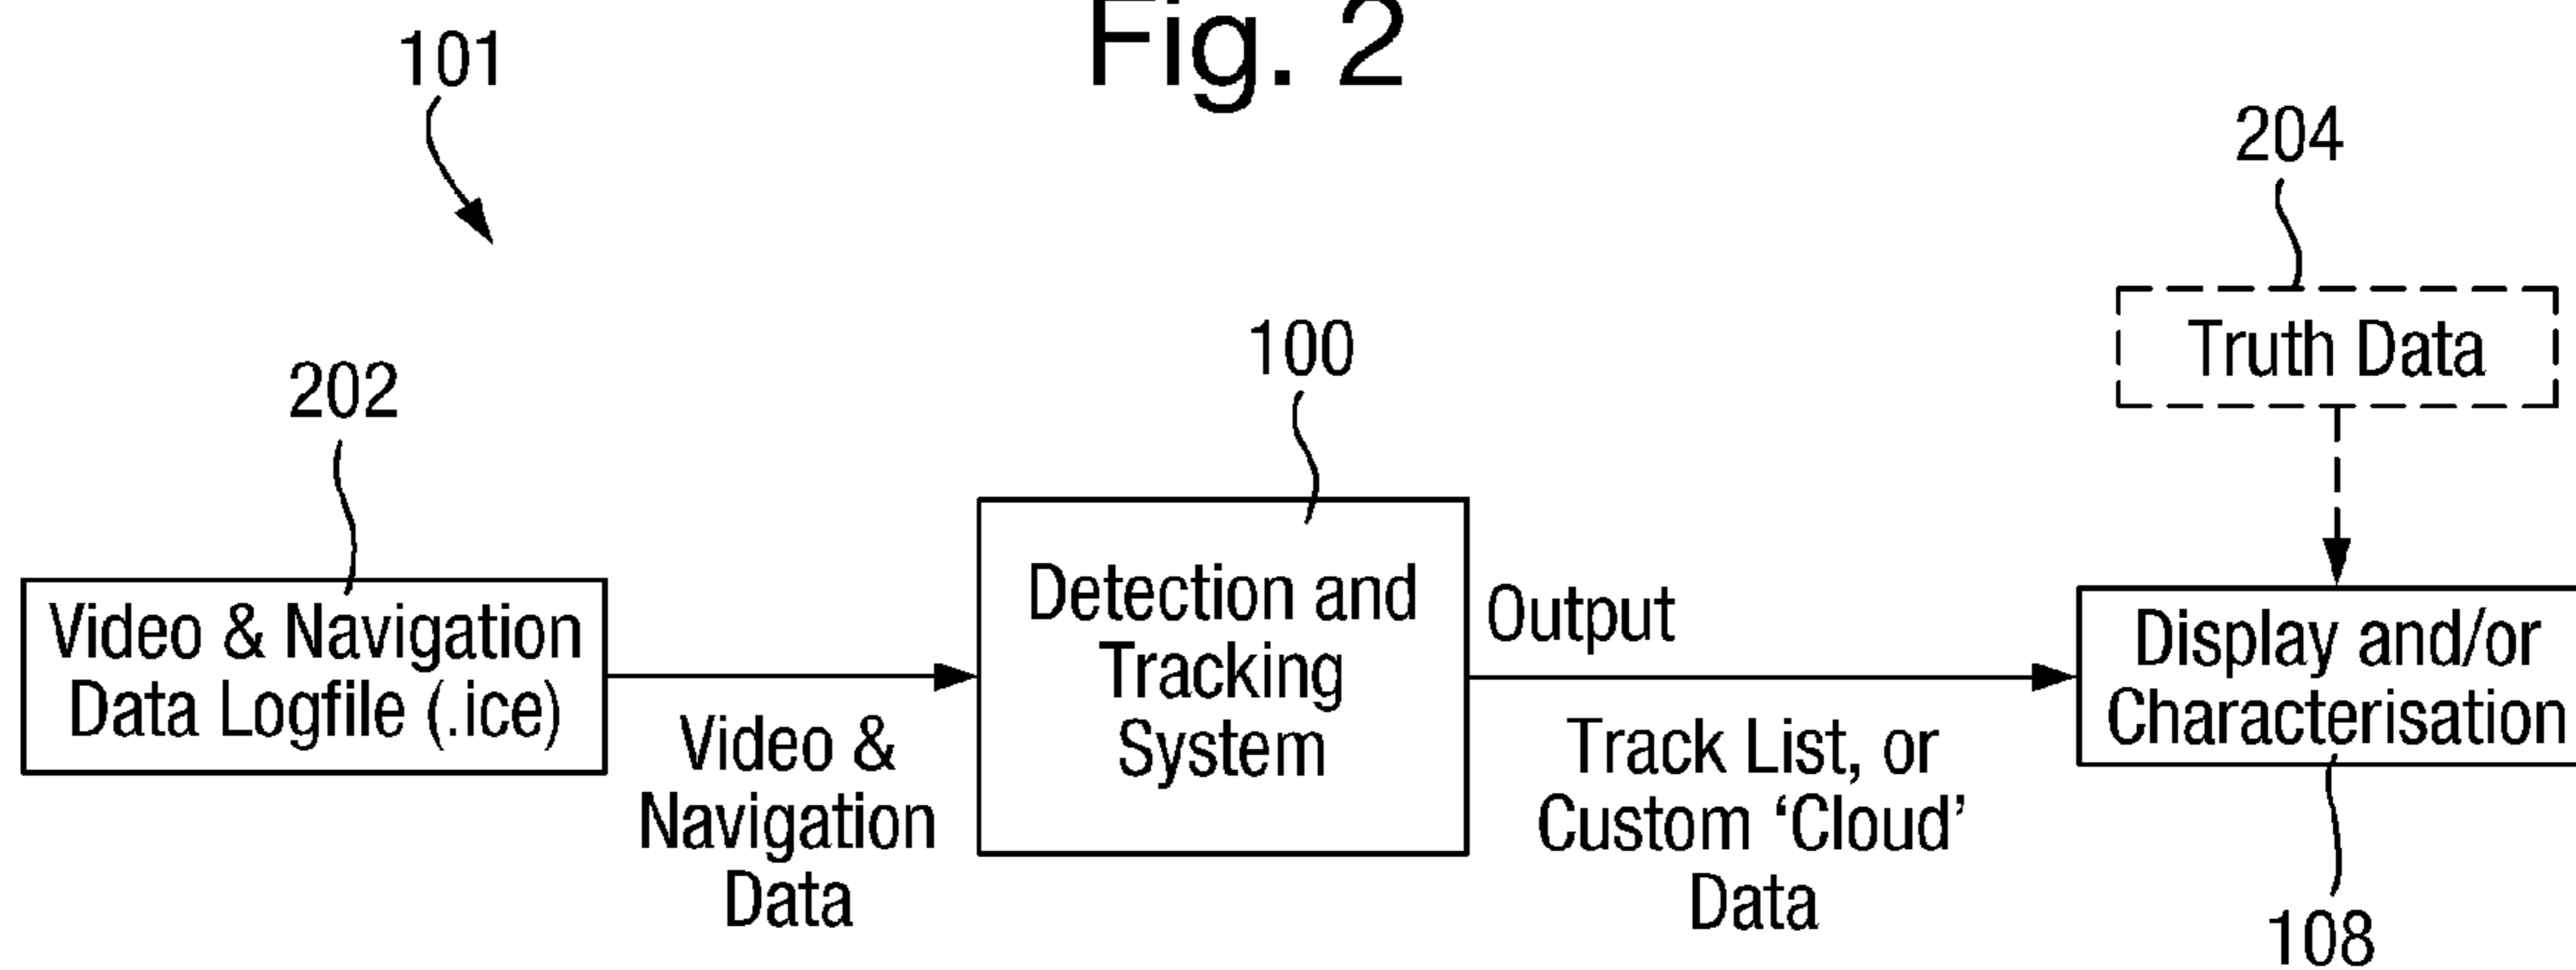 Fig. 2
101
204
Truth Data
100
202
Video & Navigation
Data Logfile (.ice)
Video &
Navigation
Data
Detection and
Tracking
System
Output
Track List, or
Custom ‘Cloud’
Data
Display and/or
Characterisation
108